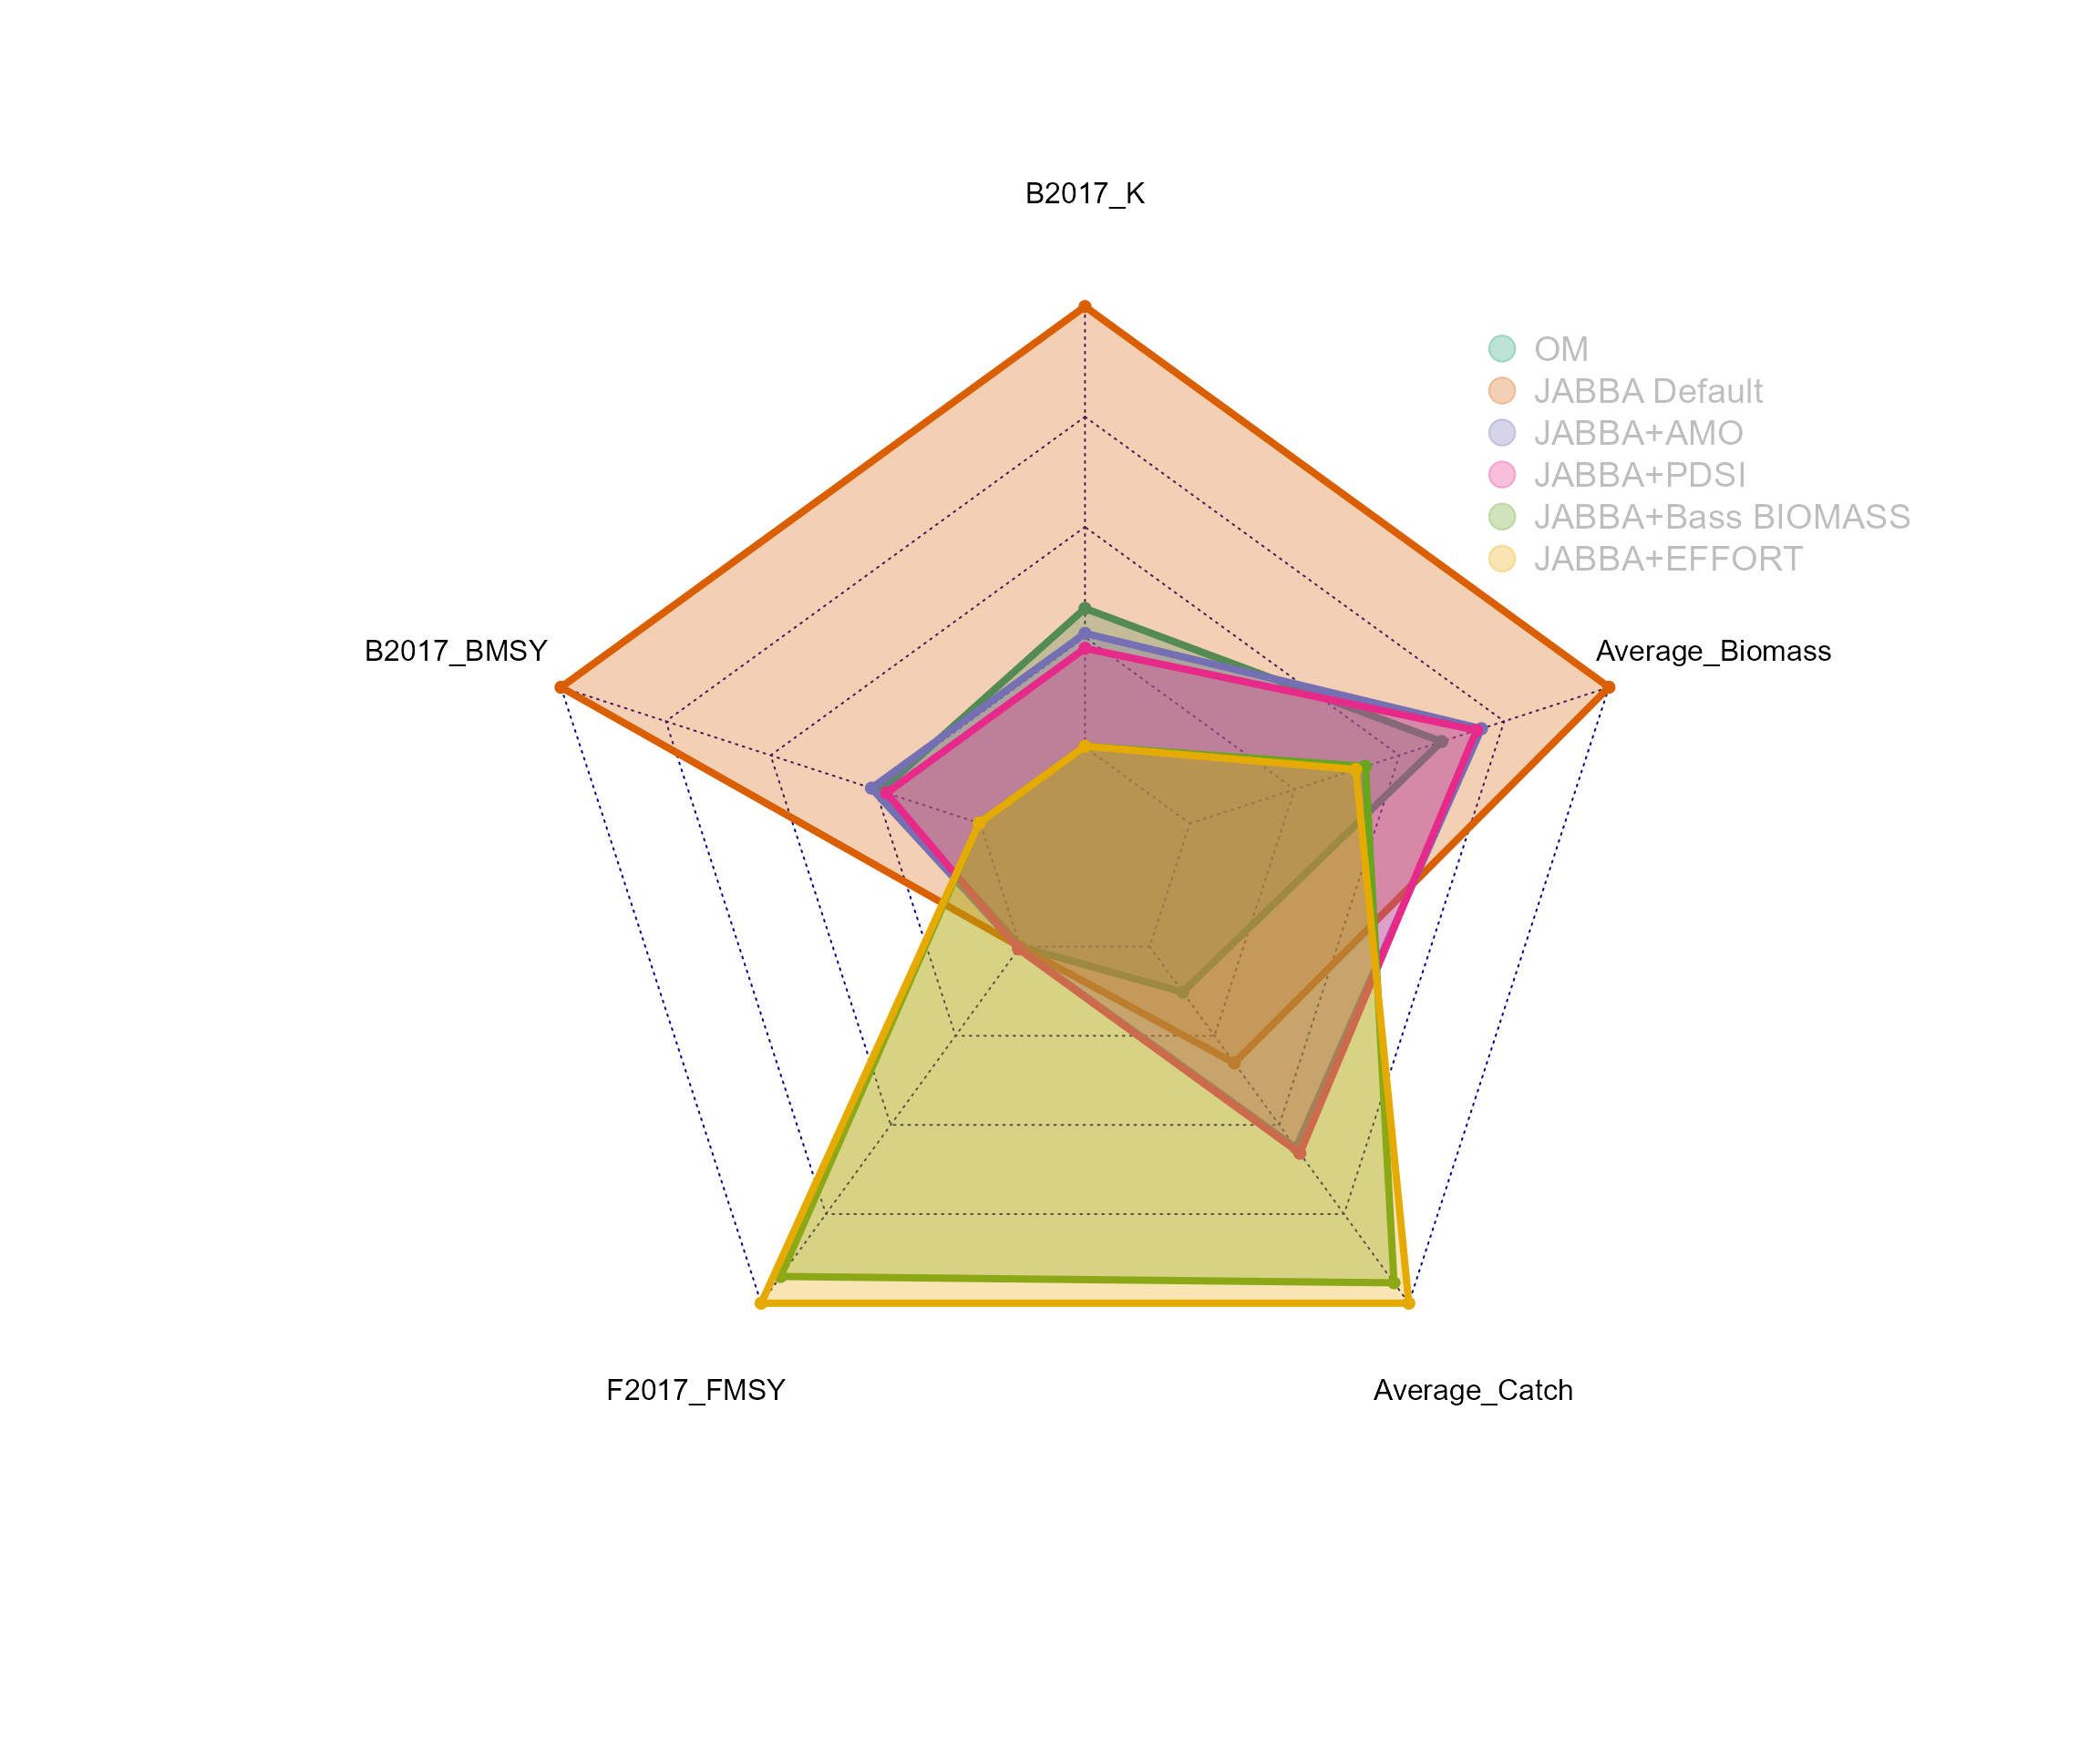 B2017_K
OM
JABBA Default
JABBA+AMO
JABBA+PDSI
JABBA+Bass BIOMASS
JABBA+EFFORT
B2017_BMSY
Average_Biomass
F2017_FMSY
Average_Catch